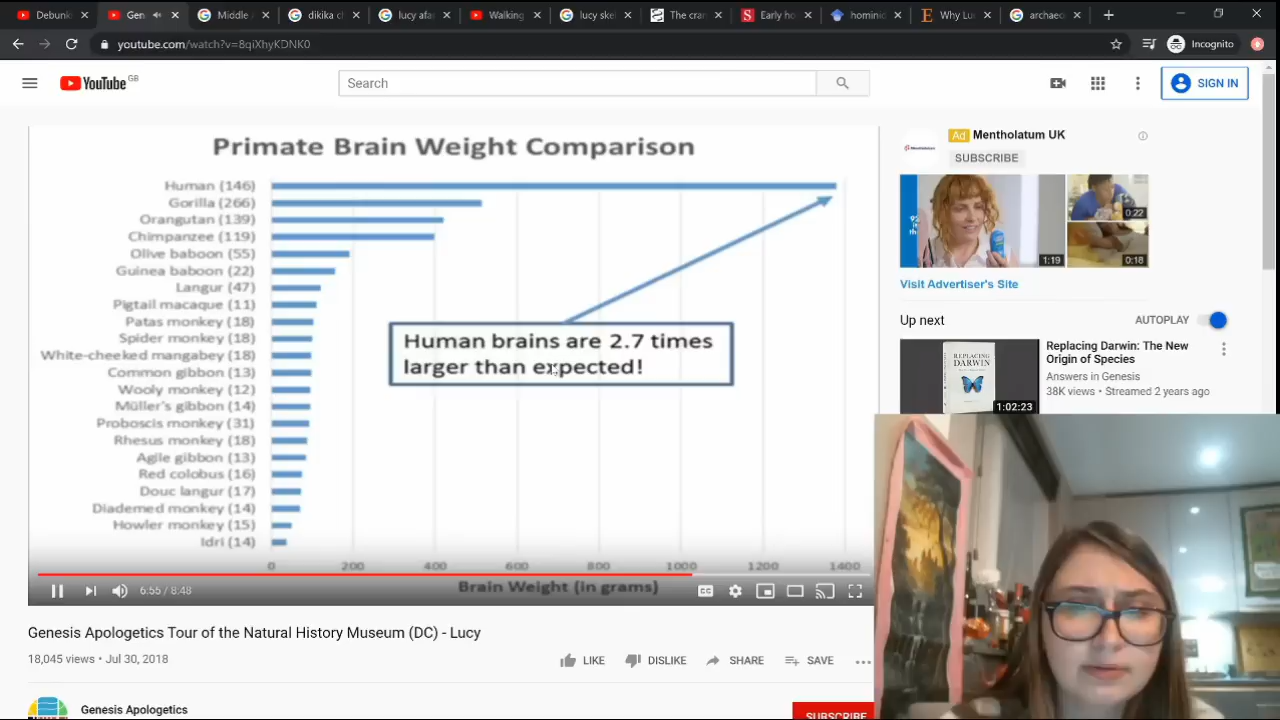 Debunk
Gen
Middle
dikika c
lucy afa
Walking
lucy skel
The cran
Early ho
hominic
Why Lu
archaec
youtube.com/watch?v=8qiXhyKDNK0
Incognito
YouTube GB
Search
SIGN IN
Primate Brain Weight Comparison
Human (146)
Gorilla (266)
Orangutan (139)
Chimpanzee (119)
Olive baboon (55)
Guinea baboon (22)
Langur (47)
Pigtail macaque (11)
Patas monkey (18)
Spider monkey (18)
White-cheeked mangabey (18)
Common gibbon (13)
Wooly monkey (12)
Müller's gibbon (14)
Proboscis monkey (31)
Rhesus monkey (18)
Agile gibbon (13)
Red colobus (16)
Douc langur (17)
Diademed monkey (14)
Howler monkey (15)
Idri (14)
Human brains are 2.7 times
larger than expected!
0 200 400 600 800 1000 1200 1400
Brain Weight (in grams)
6:55 / 8:48
CC
Genesis Apologetics Tour of the Natural History Museum (DC) - Lucy
18,045 views • Jul 30, 2018
LIKE
DISLIKE
SHARE
SAVE
Genesis Apologetics
SUBSCRIBE
Ad Mentholatum UK
SUBSCRIBE
1:19
0:22
0:18
Visit Advertiser's Site
Up next
AUTOPLAY
REPLACING
DARWIN
1:02:23
Replacing Darwin: The New
Origin of Species
Answers in Genesis
38K views • Streamed 2 years ago